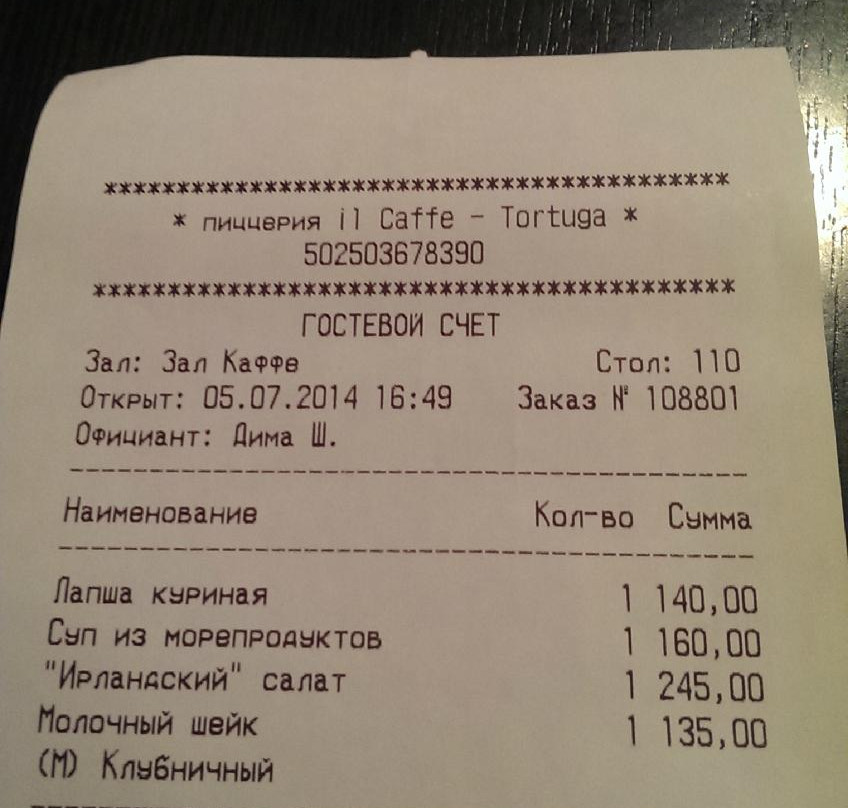 *******************************************
* пиццерия il Caffe - Tortuga *
502503678390
*******************************************
ГОСТЕВОЙ СЧЕТ
Зал: Зал Каффе Стол: 110
Открыт: 05.07.2014 16:49 Заказ № 108801
Официант: Дима Ш.
Наименование Кол-во Сумма
Лапша куриная 1 140,00
Суп из морепродуктов 1 160,00
"Ирландский" салат 1 245,00
Молочный шейк 1 135,00
(М) Клубничный